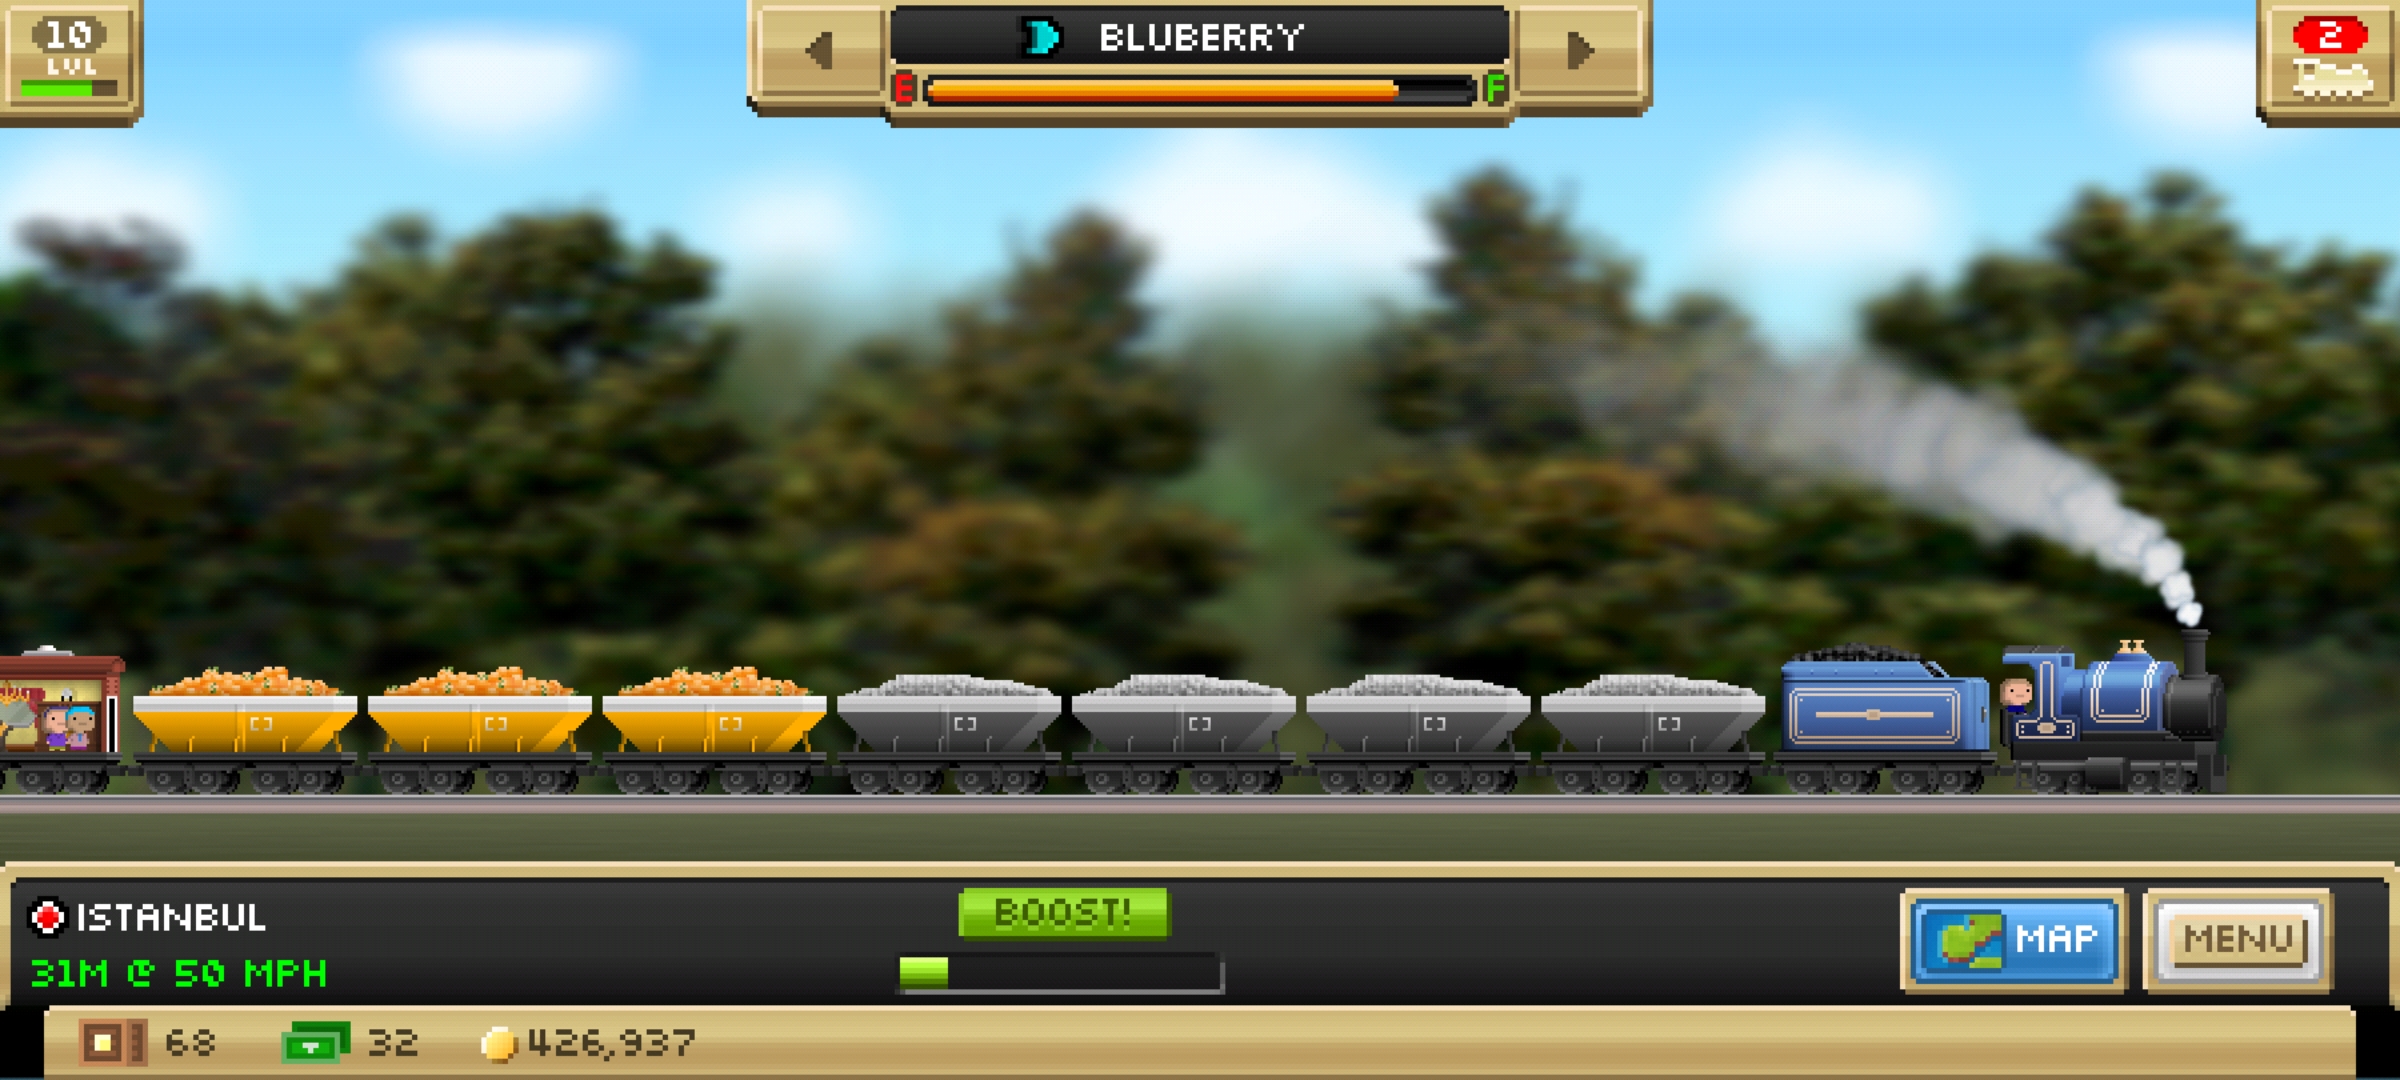 10
LVL
BLUBERRY
E F
2
ISTANBUL
31M @ 50 MPH
BOOST!
MAP
MENU
68 32 426,937